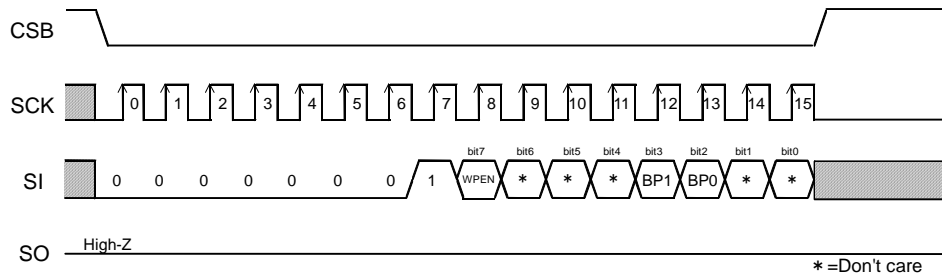 CSB
SCK 0 1 2 3 4 5 6 7 8 9 10 11 12 13 14 15
bit7 bit6 bit5 bit4 bit3 bit2 bit1 bit0
SI 0 0 0 0 0 0 0 1 WPEN * * * BP1 BP0 * *
High-Z
SO
* =Don't care